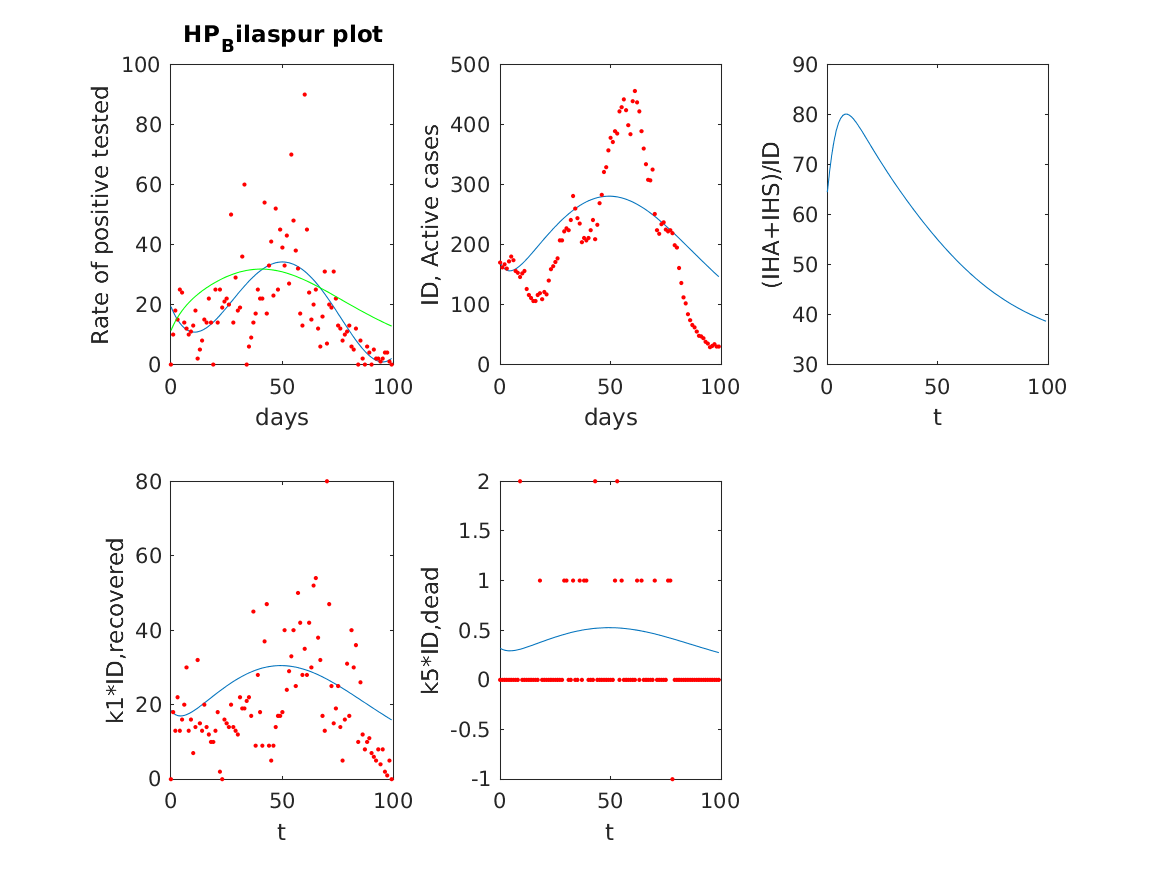 HP_Bilaspur plot
100
80
60
40
20
0
Rate of positive tested
0 50 100
days
500
400
300
200
100
0
ID, Active cases
0 50 100
days
90
80
70
60
50
40
30
(IHA+IHS)/ID
0 50 100
t
80
60
40
20
0
k1*ID,recovered
0 50 100
t
2
1.5
1
0.5
0
-0.5
-1
k5*ID,dead
0 50 100
t